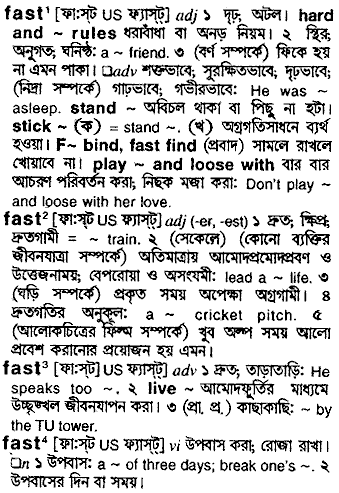 fast¹ [ফা:স্‌ট্ US ফ্যাস্‌ট্] adj ১ দৃঢ়, অটল। hard
and ~ rules ধরাবাঁধা বা অনড় নিয়ম। ২ স্থির;
অনুগত; ঘনিষ্ঠ: a ~ friend. ৩ (বর্ণ সম্পর্কে) ফিকে হয়
না এমন পাকা। □adv শক্তভাবে; সুরক্ষিতভাবে; দৃঢ়ভাবে;
(নিদ্রা সম্পর্কে) গাঢ়ভাবে, গভীরভাবে: He was ~
asleep. stand ~ অবিচল থাকা বা পিছু না হটা।
stick ~ (ক) = stand ~. (খ) অগ্রগতিসাধনে ব্যর্থ
হওয়া। F~ bind, fast find (প্রবাদ) সামলে রাখলে
খোয়াবে না। play ~ and loose with বার বার
আচরণ পরিবর্তন করা; নিছক মজা করা: Don't play ~
and loose with her love.
fast² [ফা:স্‌ট্ US ফ্যাস্‌ট্] adj (-er, -est) ১ দ্রুত; ক্ষিপ্র;
দ্রুতগামী = ~ train. ২ (সেকেলে) (কোনো ব্যক্তির
জীবনযাত্রা সম্পর্কে) অতিমাত্রায় আমোদপ্রমোদপ্রবণ ও
উত্তেজনাময়; বেপরোয়া ও অসংযমী: lead a ~ life. ৩
(ঘড়ি সম্পর্কে) প্রকৃত সময় অপেক্ষা অগ্রগামী। ৪
দ্রুতগতির অনুকূল: a ~ cricket pitch. ৫
(আলোকচিত্রের ফিল্ম সম্পর্কে) খুব অল্প সময় আলো
প্রবেশ করানোর প্রয়োজন হয় এমন।
fast³ [ফা:স্‌ট্ US ফ্যাস্‌ট্] adv ১ দ্রুত; তাড়াতাড়ি: He
speaks too ~. ২ live ~ আমোদফুর্তির মাধ্যমে
উচ্ছৃঙ্খল জীবনযাপন করা। ৩ (প্রা. প্র.) কাছাকাছি: ~ by
the TU tower.
fast⁴ [ফা:স্‌ট্ US ফ্যাস্‌ট্] vi উপবাস করা; রোজা রাখা।
□n ১ উপবাস: a ~ of three days; break one's ~. ২
উপবাসের দিন বা সময়।